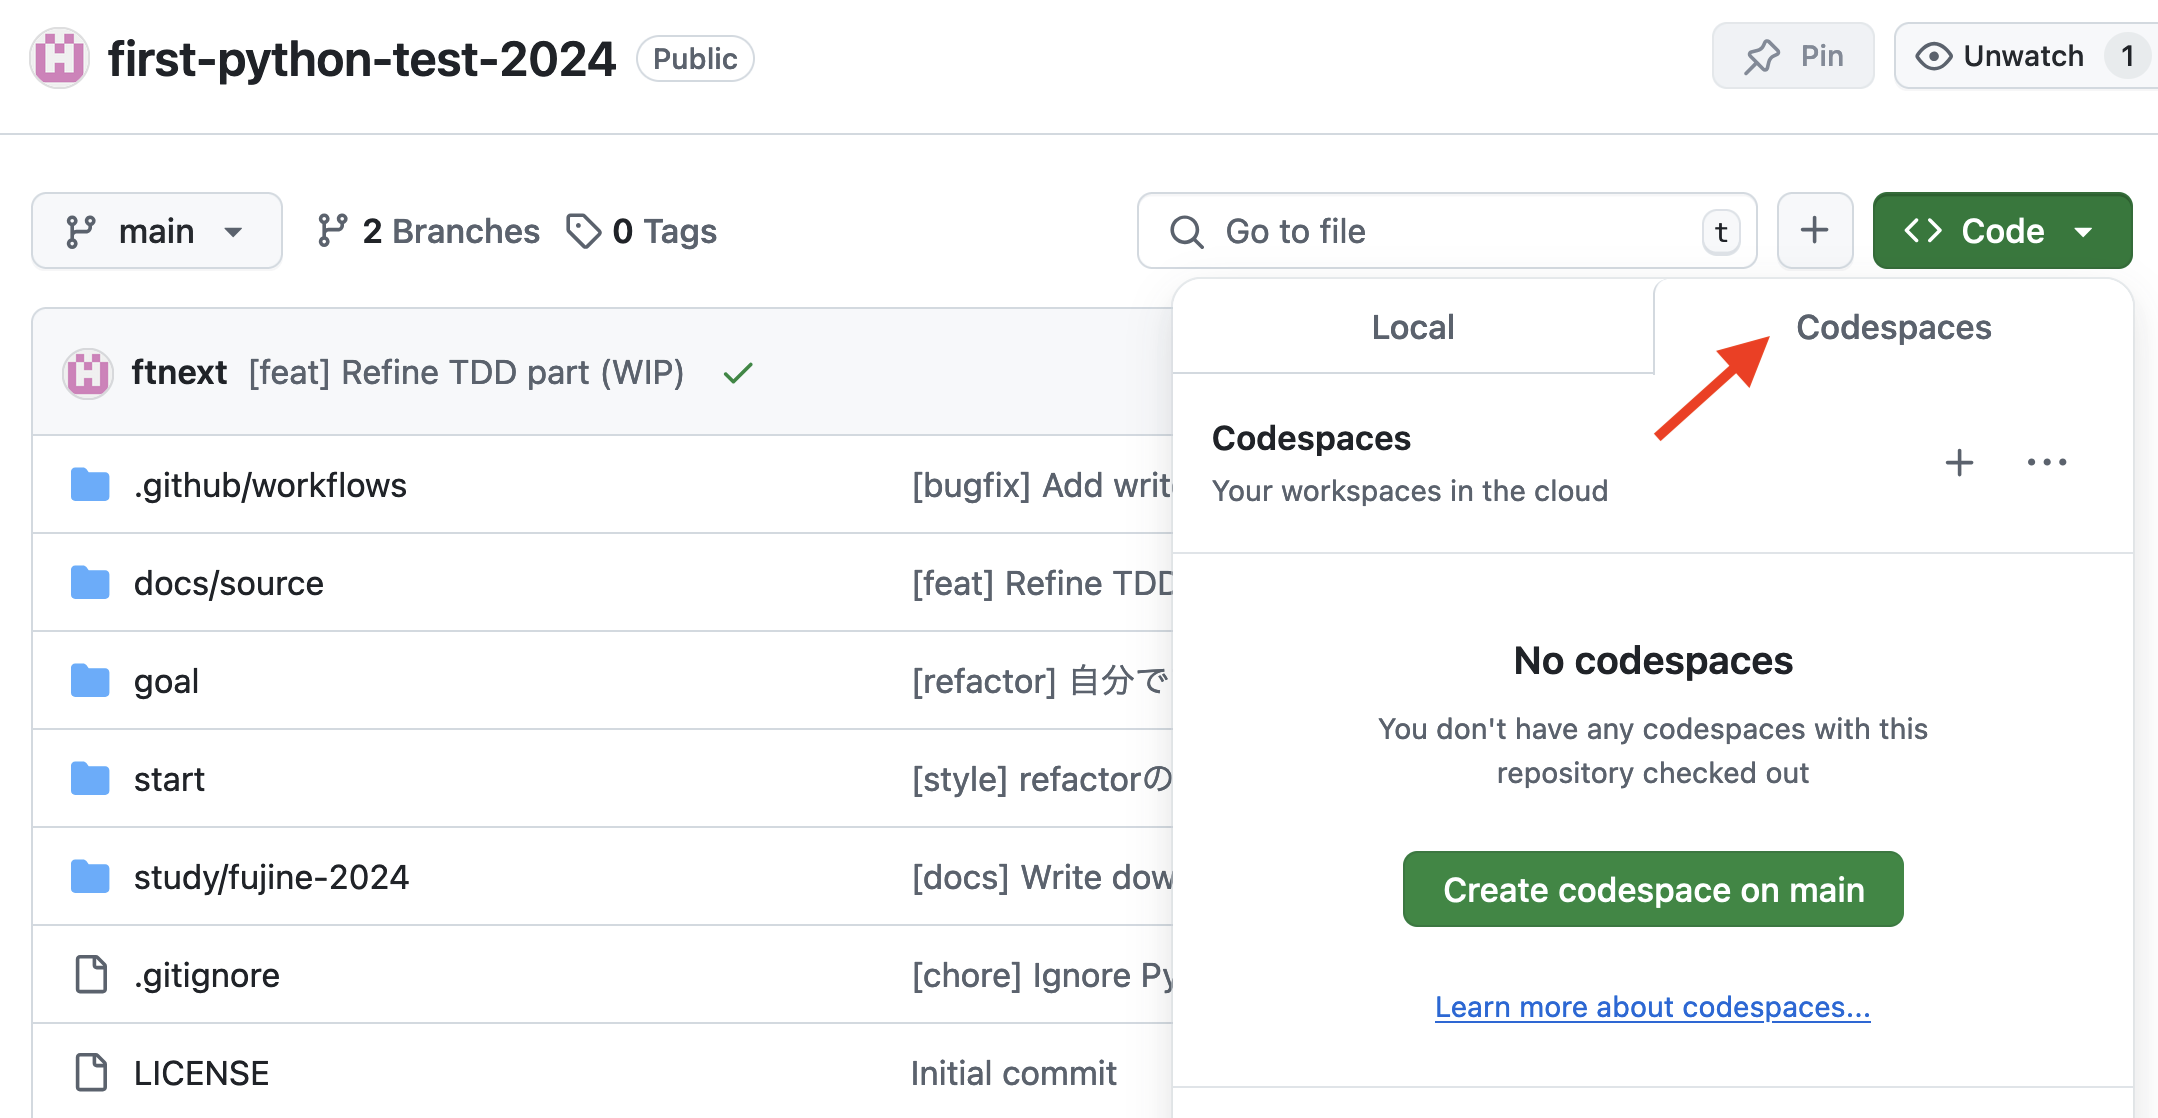 first-python-test-2024 Public
Pin
Unwatch 1
main
2 Branches
0 Tags
Go to file t
Code
ftnext [feat] Refine TDD part (WIP)
.github/workflows [bugfix] Add writ
docs/source [feat] Refine TDD
goal [refactor] 自分で
start [style] refactorの
study/fujine-2024 [docs] Write dow
.gitignore [chore] Ignore Py
LICENSE Initial commit
Local
Codespaces
Codespaces
Your workspaces in the cloud
No codespaces
You don't have any codespaces with this
repository checked out
Create codespace on main
Learn more about codespaces...